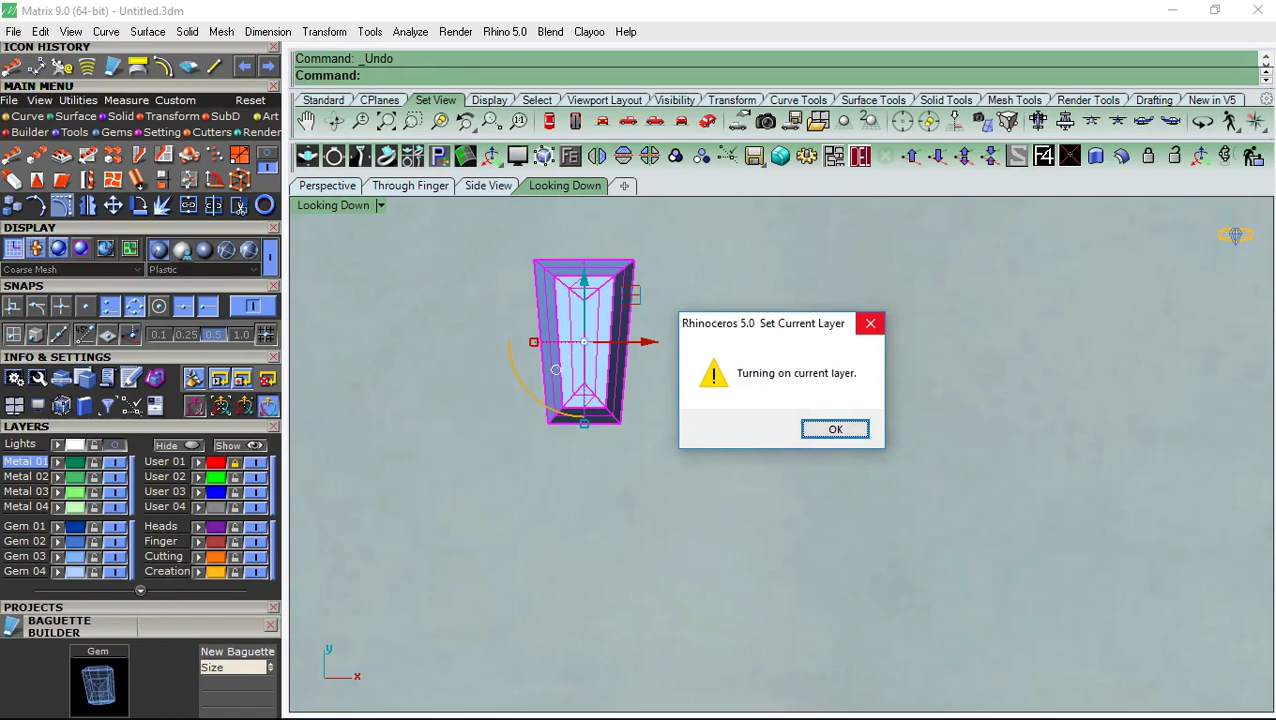 Matrix 9.0 (64-bit) - Untitled.3dm
File Edit View Curve Surface Solid Mesh Dimension Transform Tools Analyze Render Rhino 5.0 Blend Clayoo Help
ICON HISTORY
Command: _Undo
Command:
MAIN MENU
File View Utilities Measure Custom Reset
Curve Surface Solid Transform SubD Art
Builder Tools Gems Setting Cutters Render
Standard CPlanes Set View Display Select Viewport Layout Visibility Transform Curve Tools Surface Tools Solid Tools Mesh Tools Render Tools Drafting New in V5
Perspective Through Finger Side View Looking Down
Looking Down
DISPLAY
Coarse Mesh Plastic
SNAPS
0.1 0.25 0.5 1.0
INFO & SETTINGS
LAYERS
Lights Hide Show
Metal 01 User 01
Metal 02 User 02
Metal 03 User 03
Metal 04 User 04
Gem 01 Heads
Gem 02 Finger
Gem 03 Cutting
Gem 04 Creation
PROJECTS
BAGUETTE
BUILDER
Gem New Baguette
Size
Rhinoceros 5.0 Set Current Layer
Turning on current layer.
OK
y
x